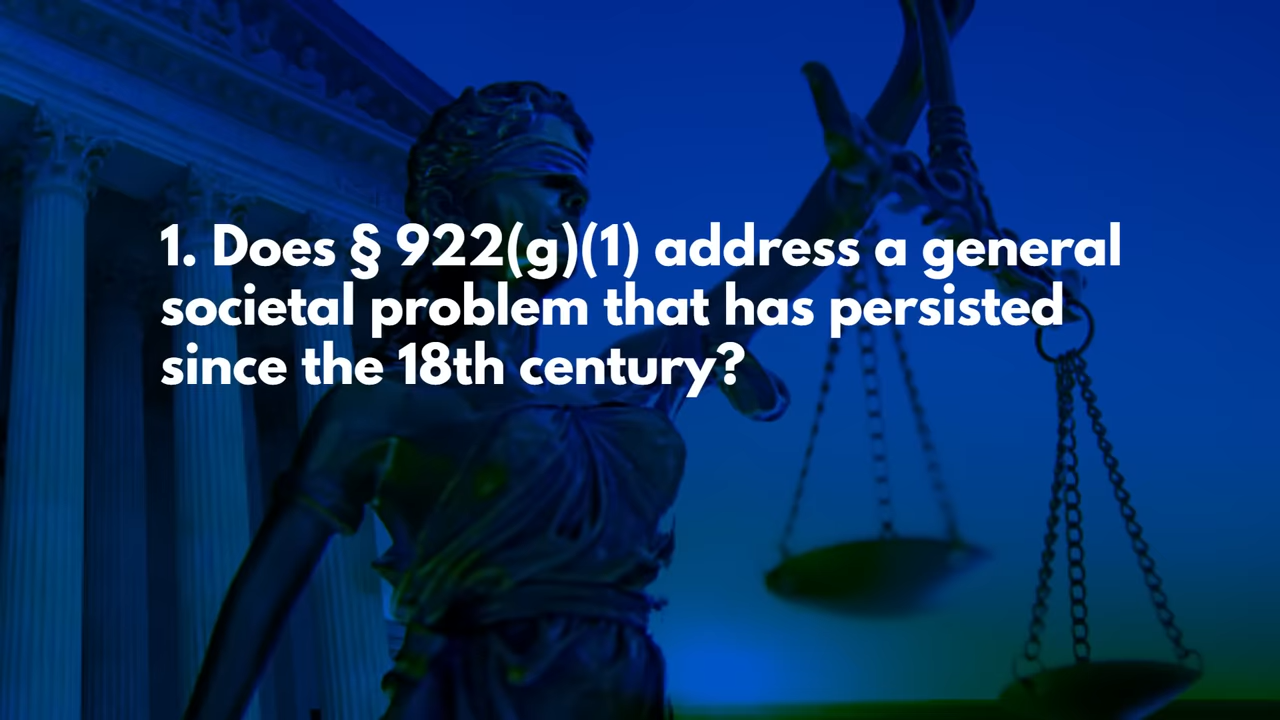 1. Does § 922(g)(1) address a general
societal problem that has persisted
since the 18th century?